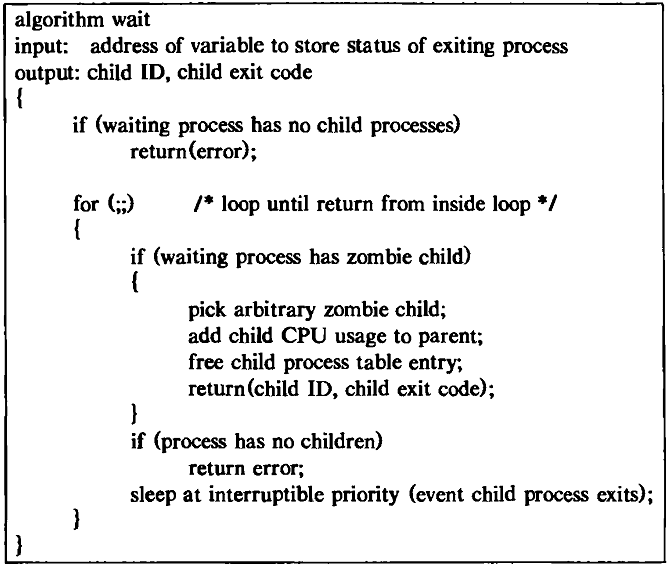 algorithm wait
input: address of variable to store status of exiting process
output: child ID, child exit code
{
if (waiting process has no child processes)
return(error);
for (;;) /* loop until return from inside loop */
{
if (waiting process has zombie child)
{
pick arbitrary zombie child;
add child CPU usage to parent;
free child process table entry;
return(child ID, child exit code);
}
if (process has no children)
return error;
sleep at interruptible priority (event child process exits);
}
}